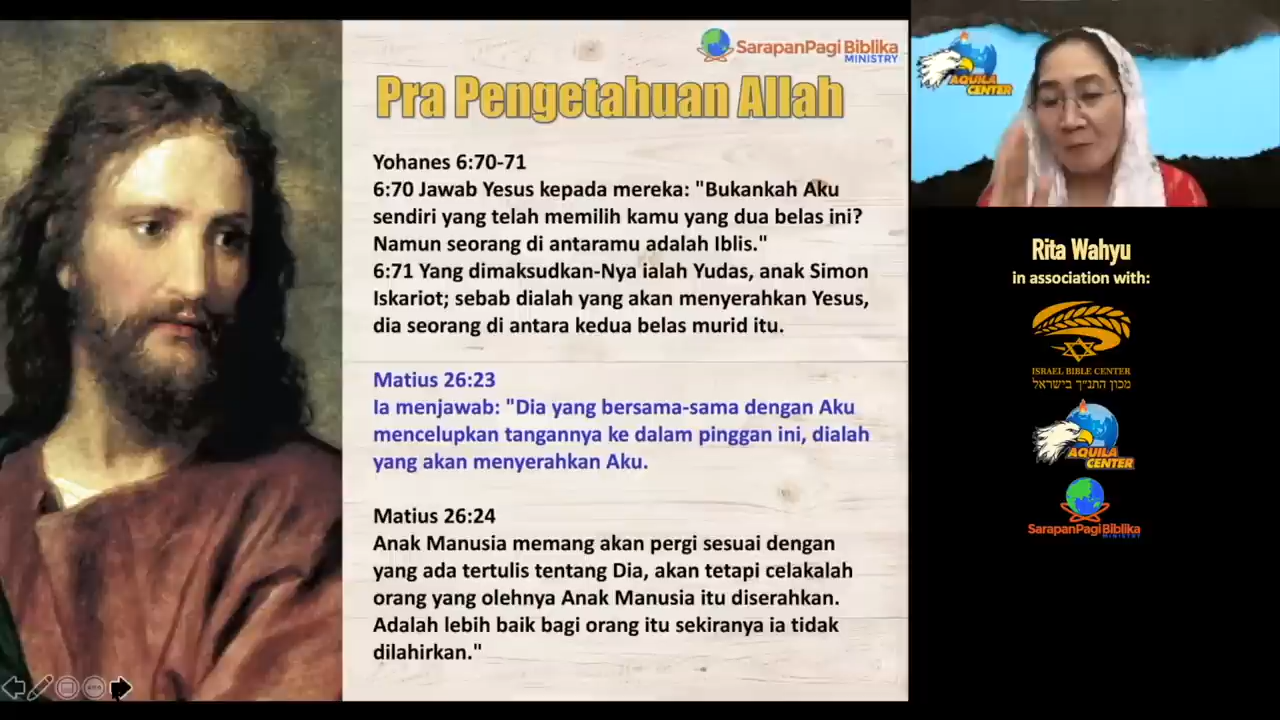 SarapanPagi Biblika
MINISTRY
Pra Pengetahuan Allah
Yohanes 6:70-71
6:70 Jawab Yesus kepada mereka: "Bukankah Aku
sendiri yang telah memilih kamu yang dua belas ini?
Namun seorang di antaramu adalah Iblis."
6:71 Yang dimaksudkan-Nya ialah Yudas, anak Simon
Iskariot; sebab dialah yang akan menyerahkan Yesus,
dia seorang di antara kedua belas murid itu.
Matius 26:23
Ia menjawab: "Dia yang bersama-sama dengan Aku
mencelupkan tangannya ke dalam pinggan ini, dialah
yang akan menyerahkan Aku.
Matius 26:24
Anak Manusia memang akan pergi sesuai dengan
yang ada tertulis tentang Dia, akan tetapi celakalah
orang yang olehnya Anak Manusia itu diserahkan.
Adalah lebih baik bagi orang itu sekiranya ia tidak
dilahirkan."
AQUILA
CENTER
Rita Wahyu
in association with:
ISRAEL BIBLE CENTER
מכון התנ״ך בישראל
AQUILA
CENTER
SarapanPagi Biblika
MINISTRY